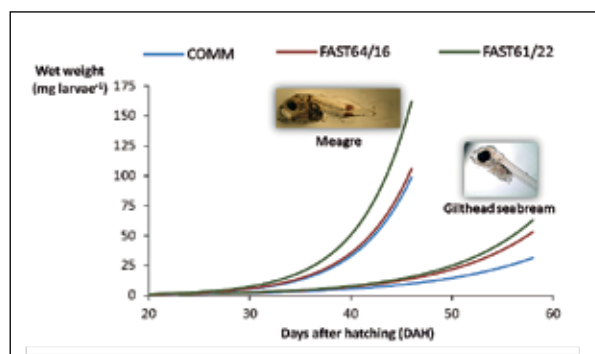 COMM FAST64/16 FAST61/22
Wet weight
(mg larvae⁻¹)
175
150
125
100
75
50
25
0
Meagre
Gilthead seabream
20 30 40 50 60
Days after hatching (DAH)